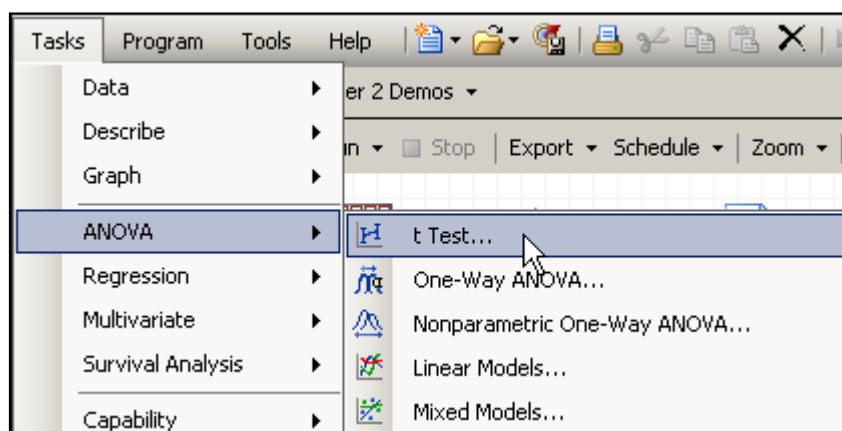 Tasks Program Tools Help
Data
er 2 Demos
Describe
un Stop Export Schedule Zoom
Graph
ANOVA
t Test...
Regression
One-Way ANOVA...
Multivariate
Nonparametric One-Way ANOVA...
Survival Analysis
Linear Models...
Capability
Mixed Models...